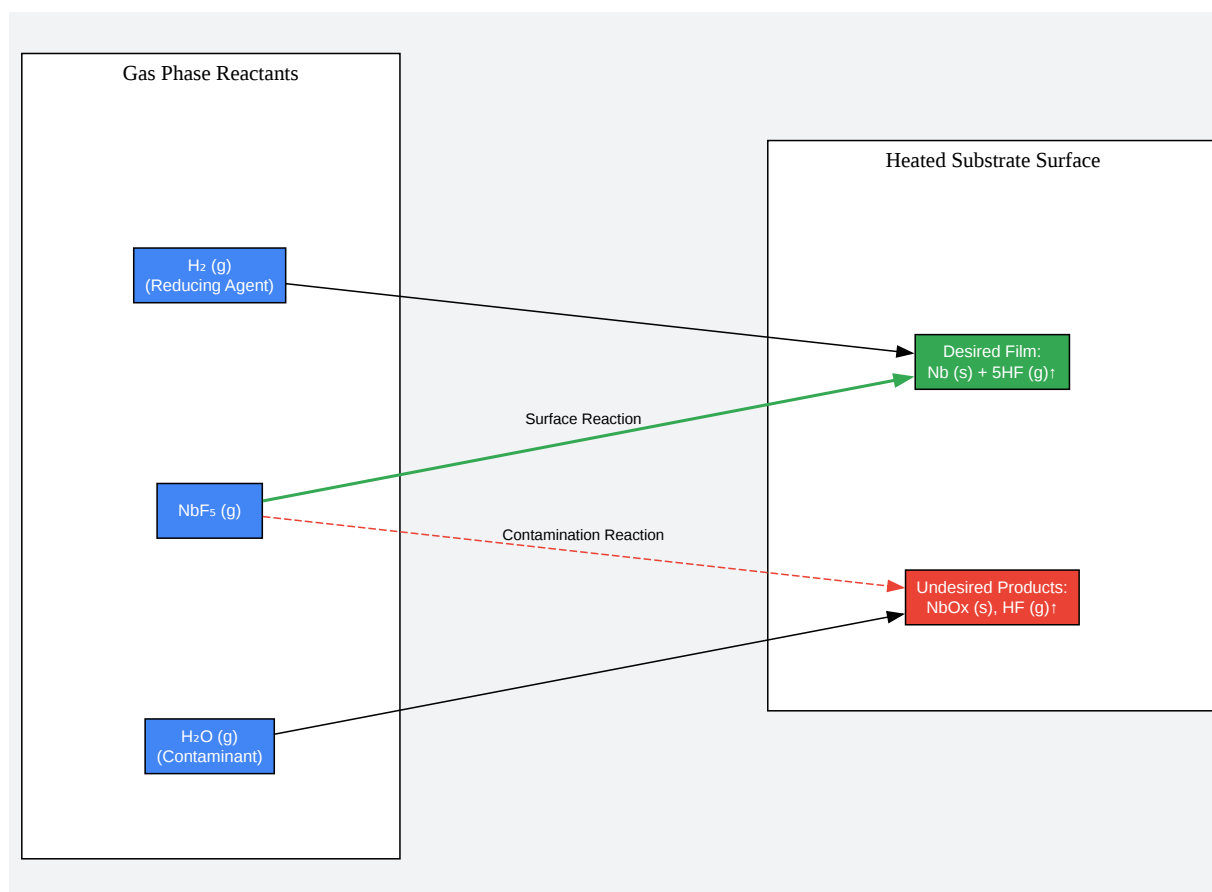 Gas Phase Reactants
Heated Substrate Surface
H₂ (g)
(Reducing Agent)
Desired Film:
Nb (s) + 5HF (g)↑
Surface Reaction
NbF₅ (g)
Contamination Reaction
Undesired Products:
NbOx (s), HF (g)↑
H₂O (g)
(Contaminant)